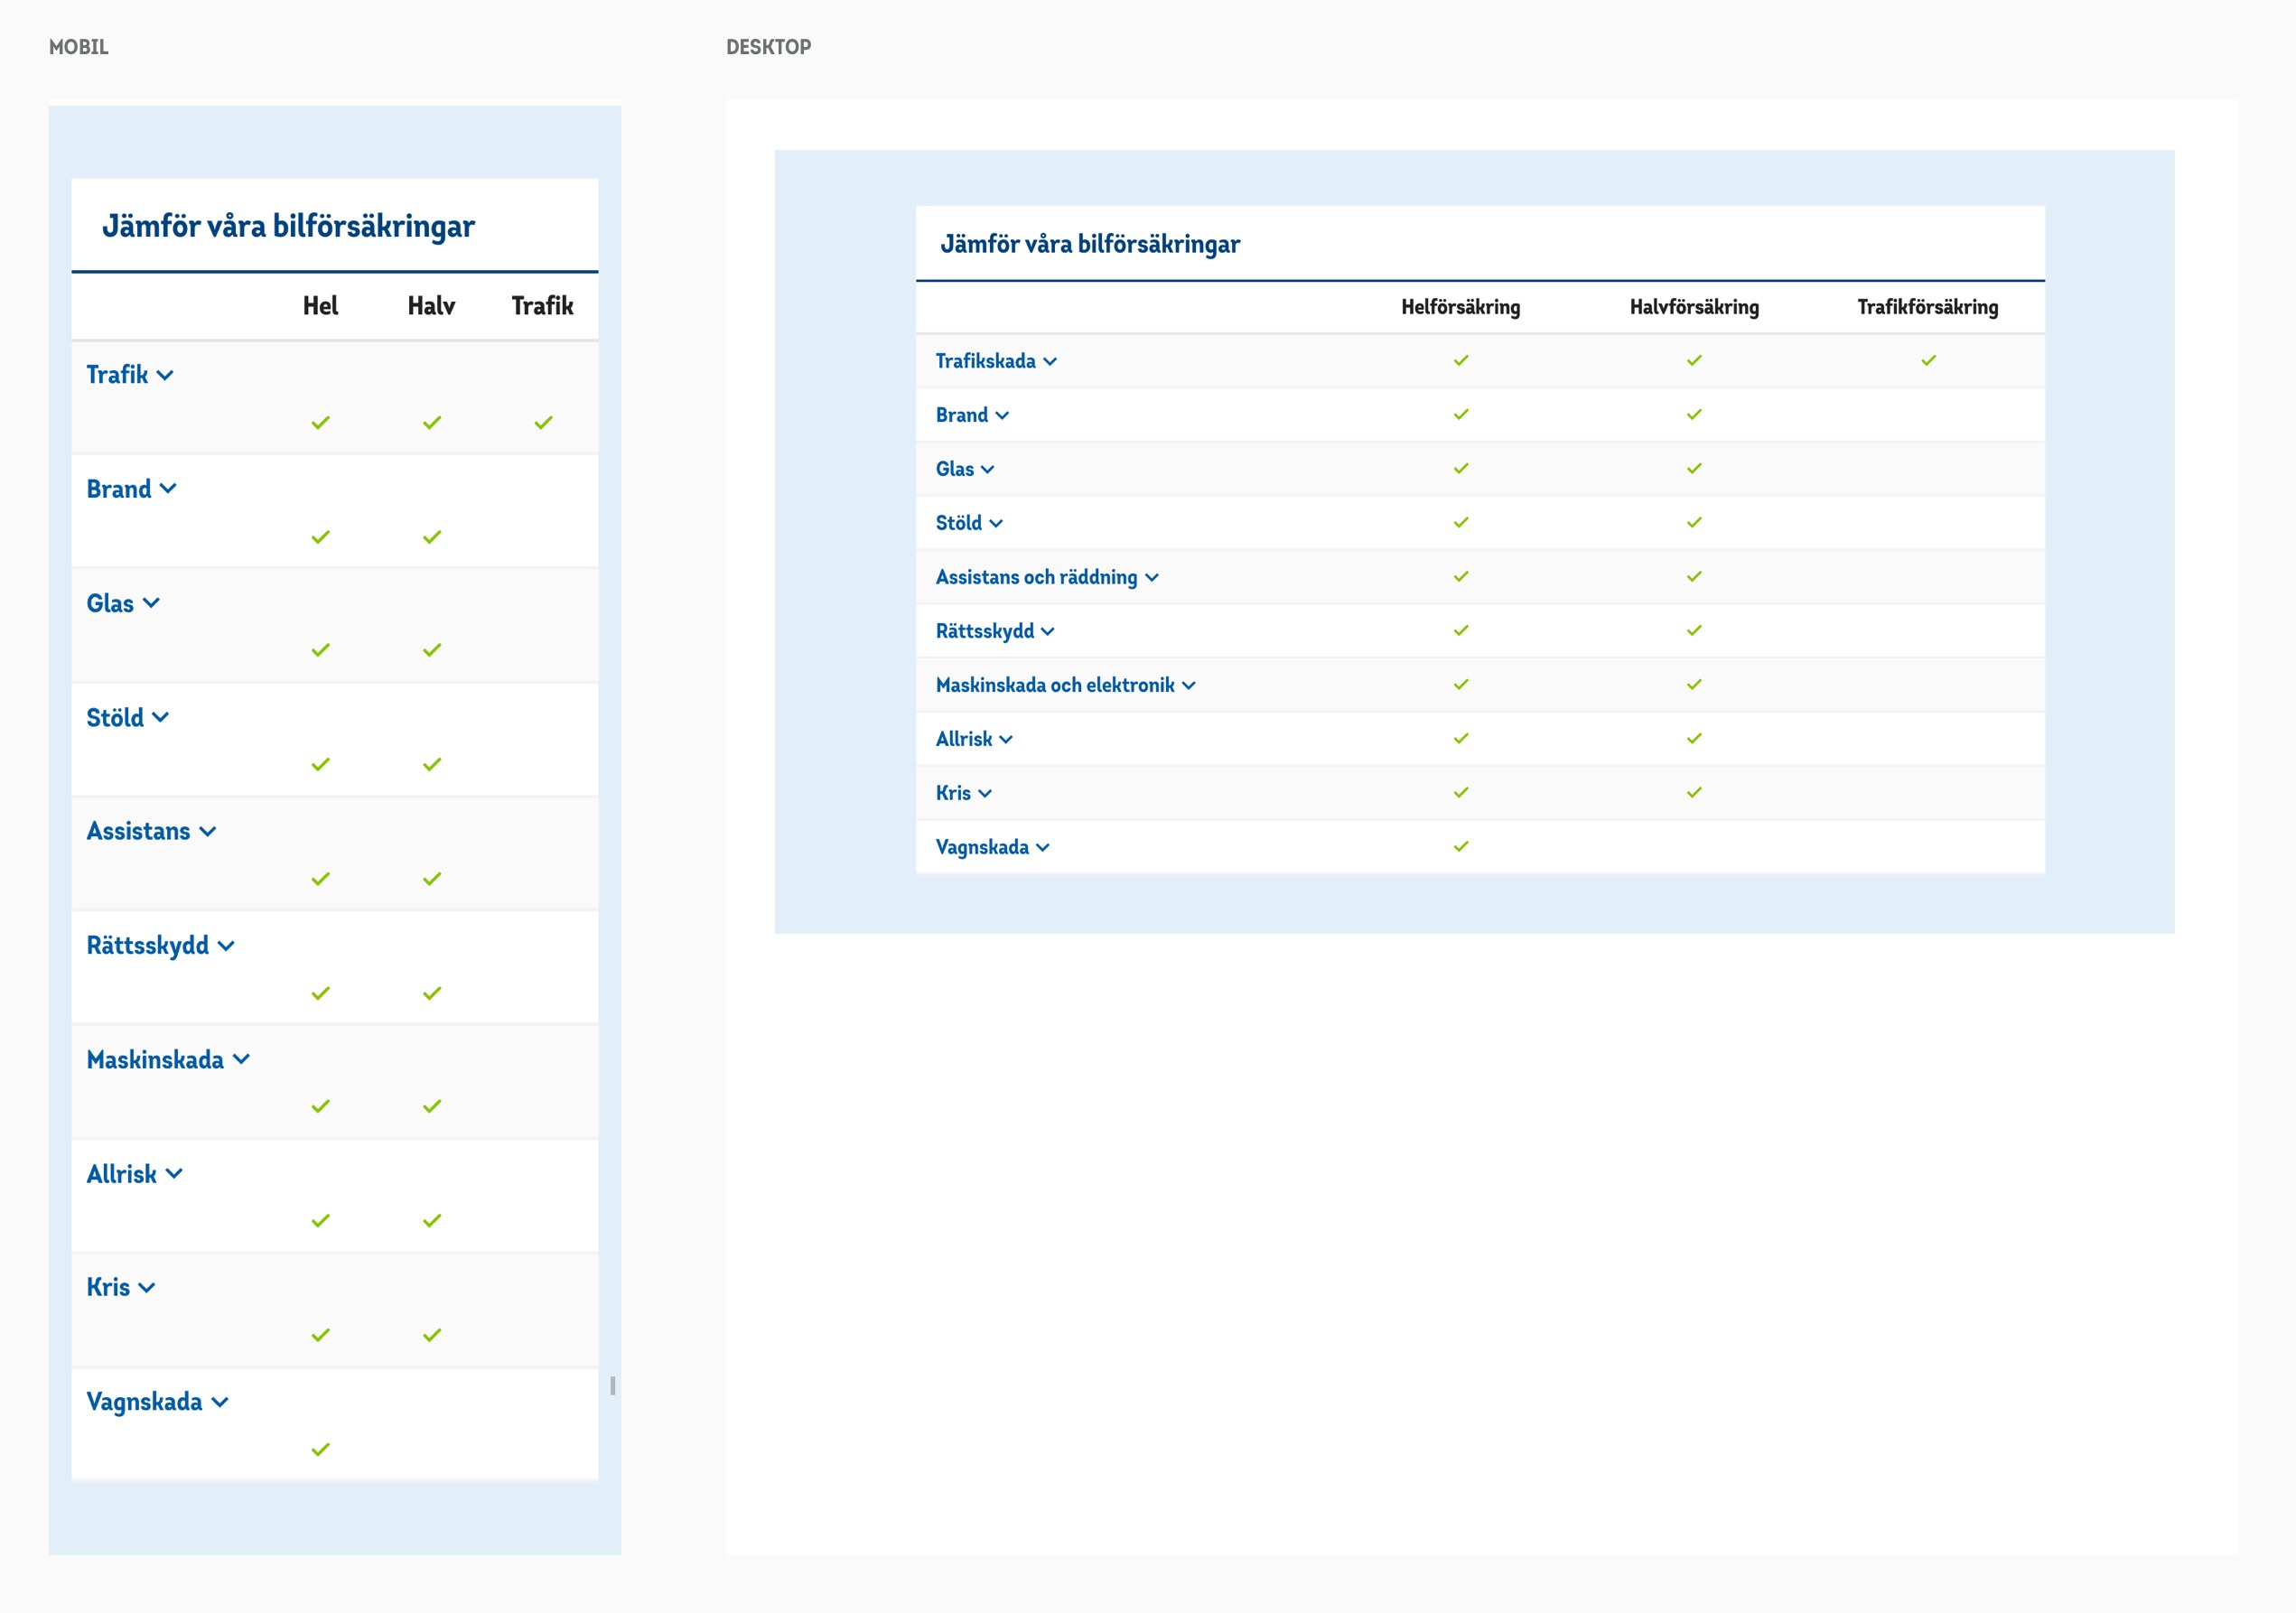 MOBIL
Jämför våra bilförsäkringar
Hel Halv Trafik
Trafik
Brand
Glas
Stöld
Assistans
Rättsskydd
Maskinskada
Allrisk
Kris
Vagnskada
DESKTOP
Jämför våra bilförsäkringar
Helförsäkring Halvförsäkring Trafikförsäkring
Trafikskada
Brand
Glas
Stöld
Assistans och räddning
Rättsskydd
Maskinskada och elektronik
Allrisk
Kris
Vagnskada